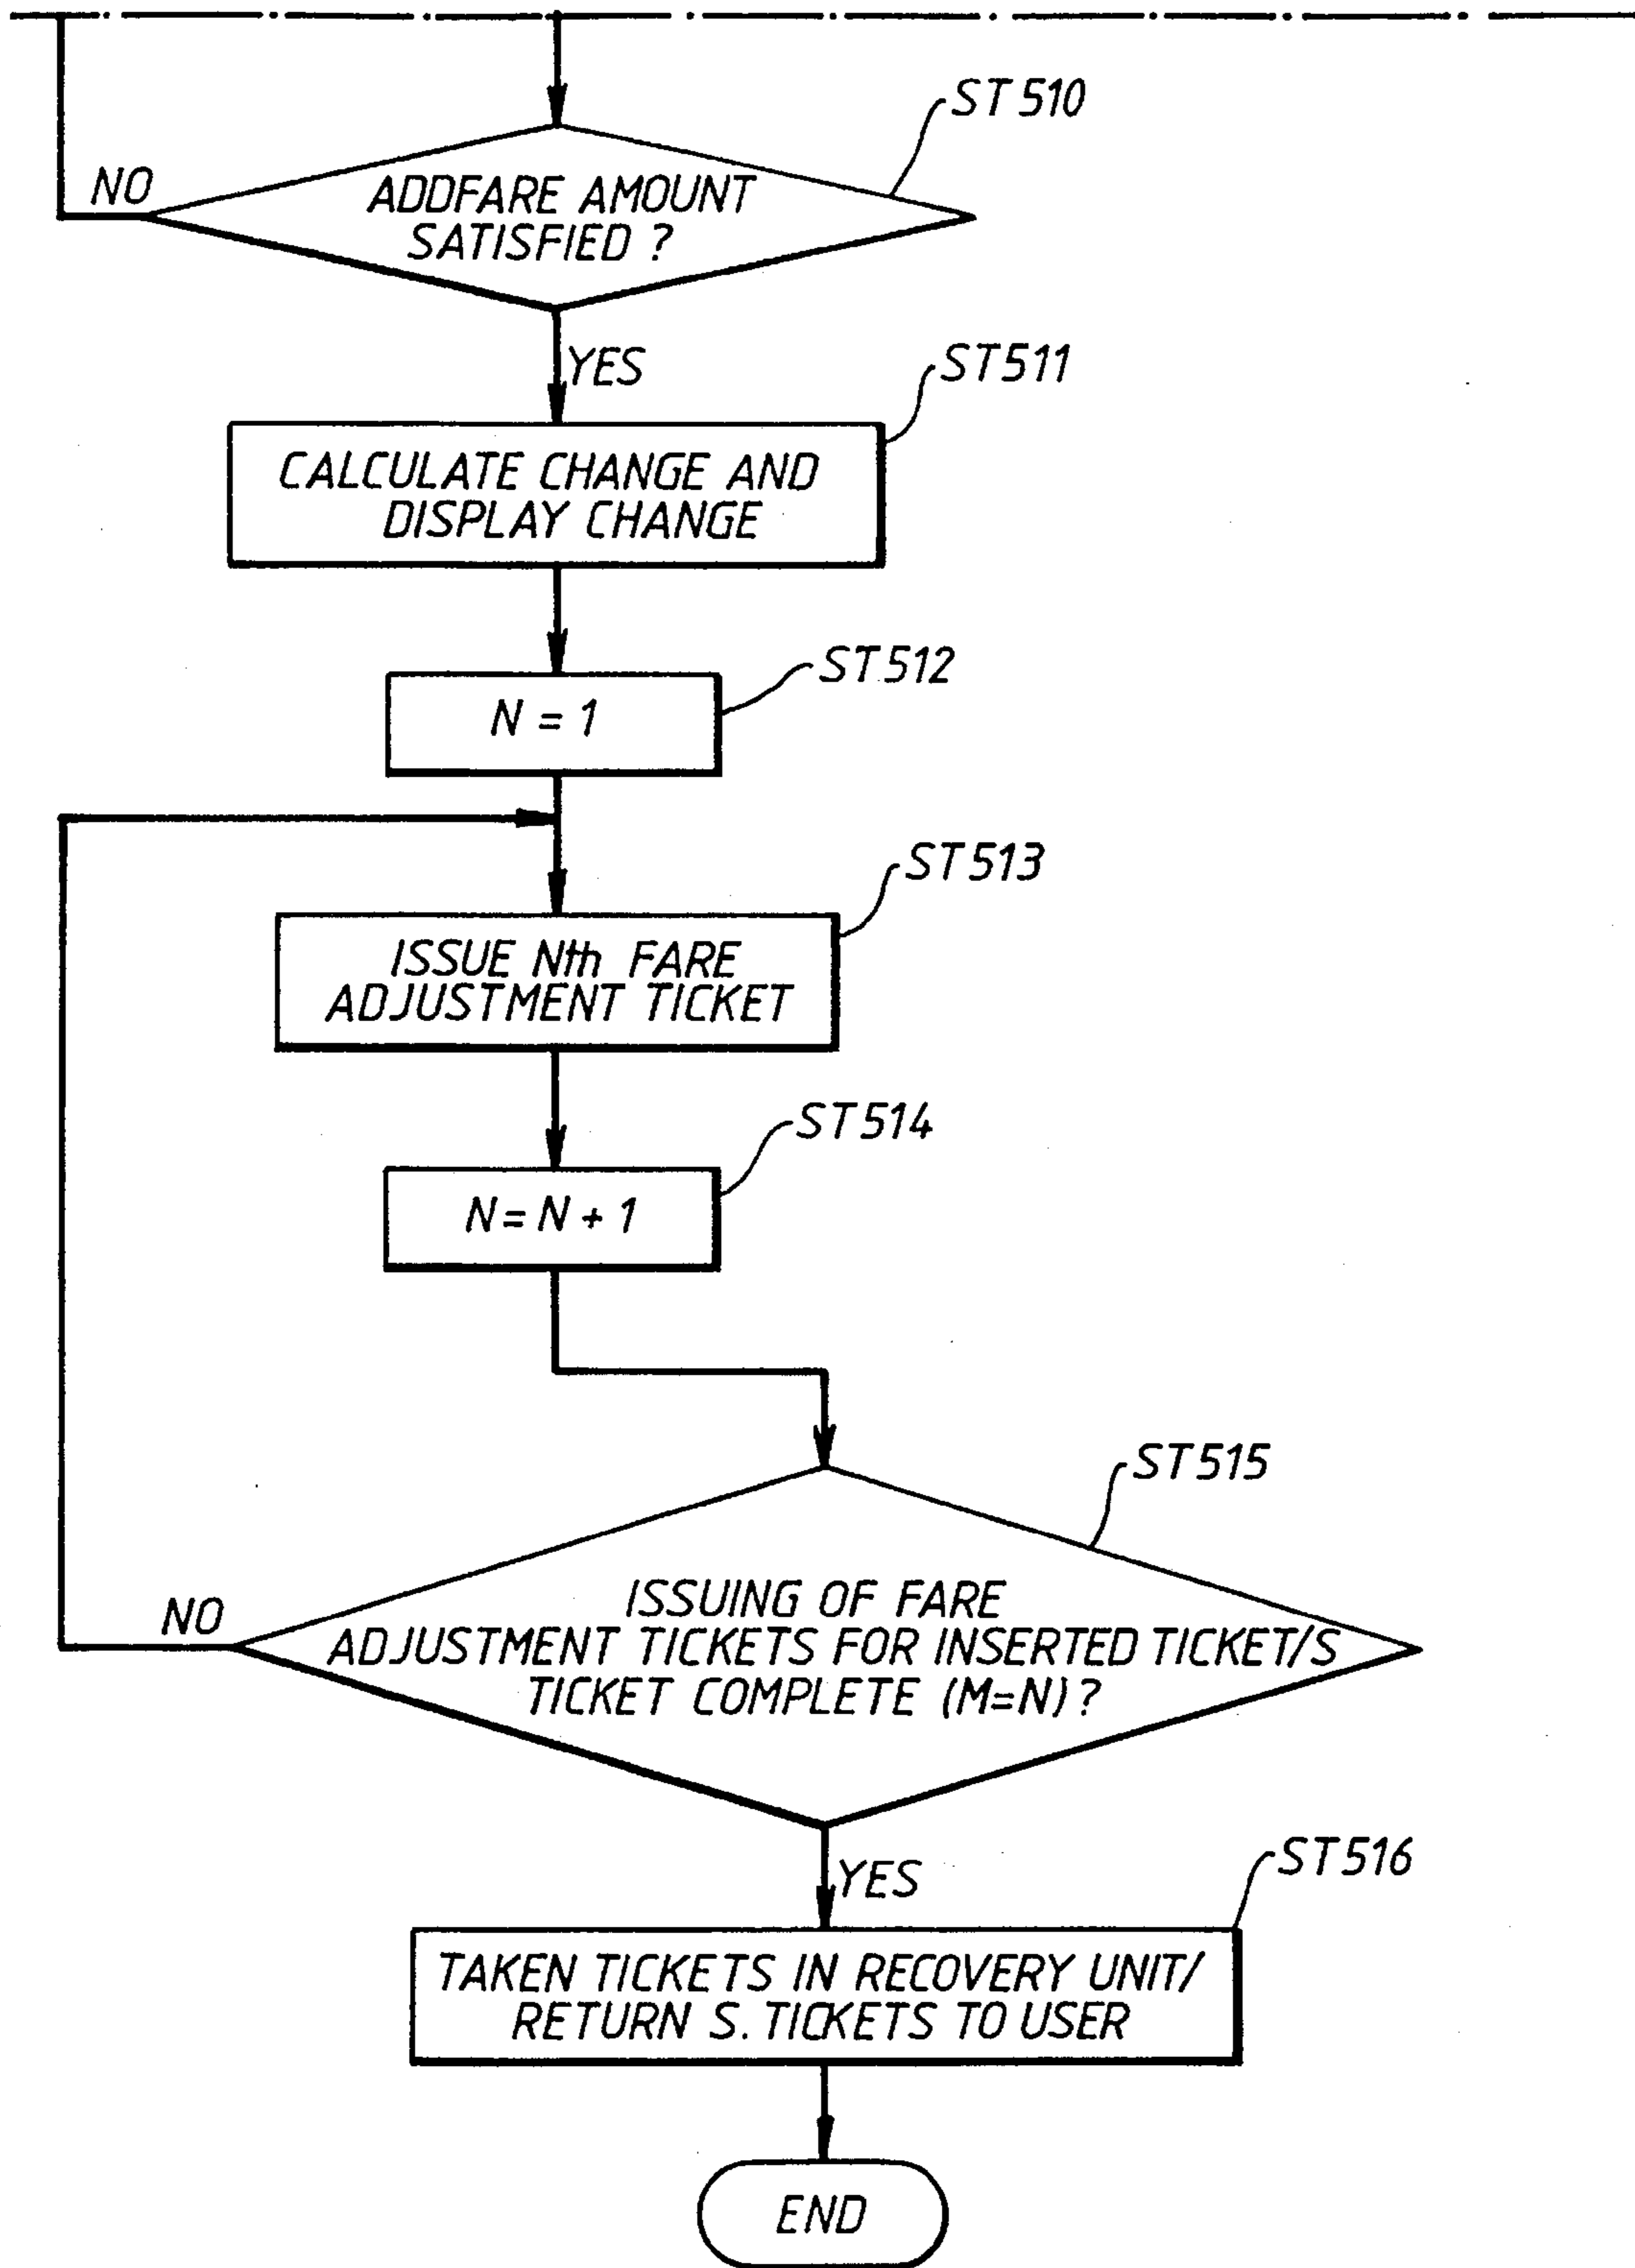 ST510
NO
ADDFARE AMOUNT
SATISFIED ?
YES
ST511
CALCULATE CHANGE AND
DISPLAY CHANGE
ST512
N = 1
ST513
ISSUE Nth FARE
ADJUSTMENT TICKET
ST514
N = N + 1
ST515
NO
ISSUING OF FARE
ADJUSTMENT TICKETS FOR INSERTED TICKET/S
TICKET COMPLETE (M=N) ?
YES
ST516
TAKEN TICKETS IN RECOVERY UNIT/
RETURN S. TICKETS TO USER
END